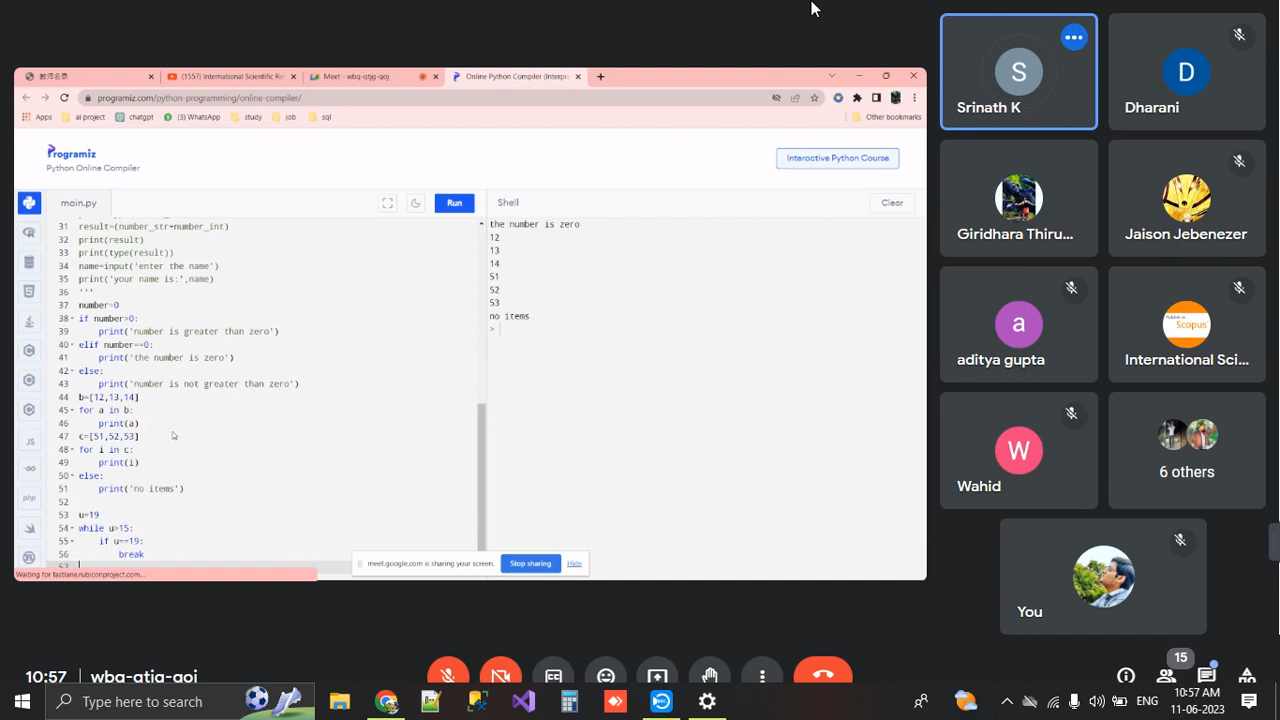 教师名录
(1557) International Scientific Re
Meet - wbq-qtjg-qoj
Online Python Compiler (Interpr
programiz.com/python-programming/online-compiler/
Apps
ai project
chatgpt
(3) WhatsApp
study
job
sql
Other bookmarks
Programiz
Python Online Compiler
Interactive Python Course
main.py
Run
Shell
Clear
31 result=(number_str+number_int)
32 print(result)
33 print(type(result))
34 name=input('enter the name')
35 print('your name is:',name)
36 '''
37 number=0
38 if number>0:
39 print('number is greater than zero')
40 elif number==0:
41 print('the number is zero')
42 else:
43 print('number is not greater than zero')
44 b=[12,13,14]
45 for a in b:
46 print(a)
47 c=[51,52,53]
48 for i in c:
49 print(i)
50 else:
51 print('no items')
52
53 u=19
54 while u>15:
55 if u==19:
56 break
57
the number is zero
12
13
14
51
52
53
no items
>
JS
php
Waiting for fastlane.rubiconproject.com...
meet.google.com is sharing your screen.
Stop sharing
Hide
S
Srinath K
D
Dharani
Giridhara Thiru...
Jaison Jebenezer
a
aditya gupta
Publish in
Scopus
International Sci...
W
Wahid
6 others
You
10:57
wbq-qtjg-qoj
15
Type here to search
ENG
10:57 AM
11-06-2023